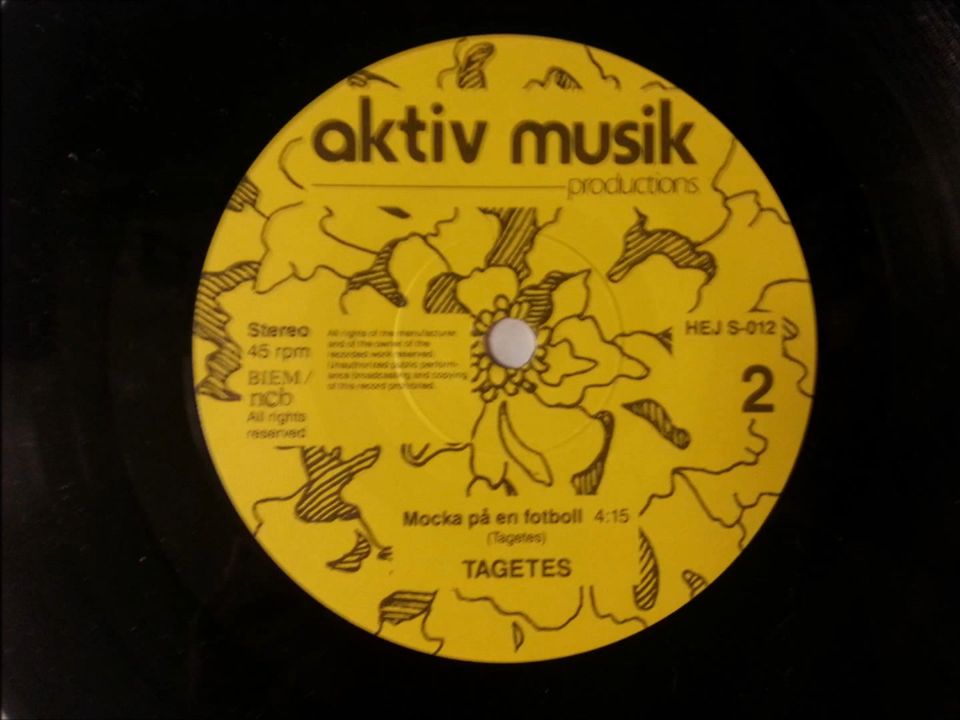 aktiv musik
productions
Stereo
45 rpm
BIEM/
ncb
All rights
reserved
All rights of the manufacturer
and of the owner of the
recorded work reserved.
Unauthorized public perform-
ance broadcasting and copying
of this record prohibited.
HEJ S-012
2
Mocka på en fotboll 4:15
(Tagetes)
TAGETES